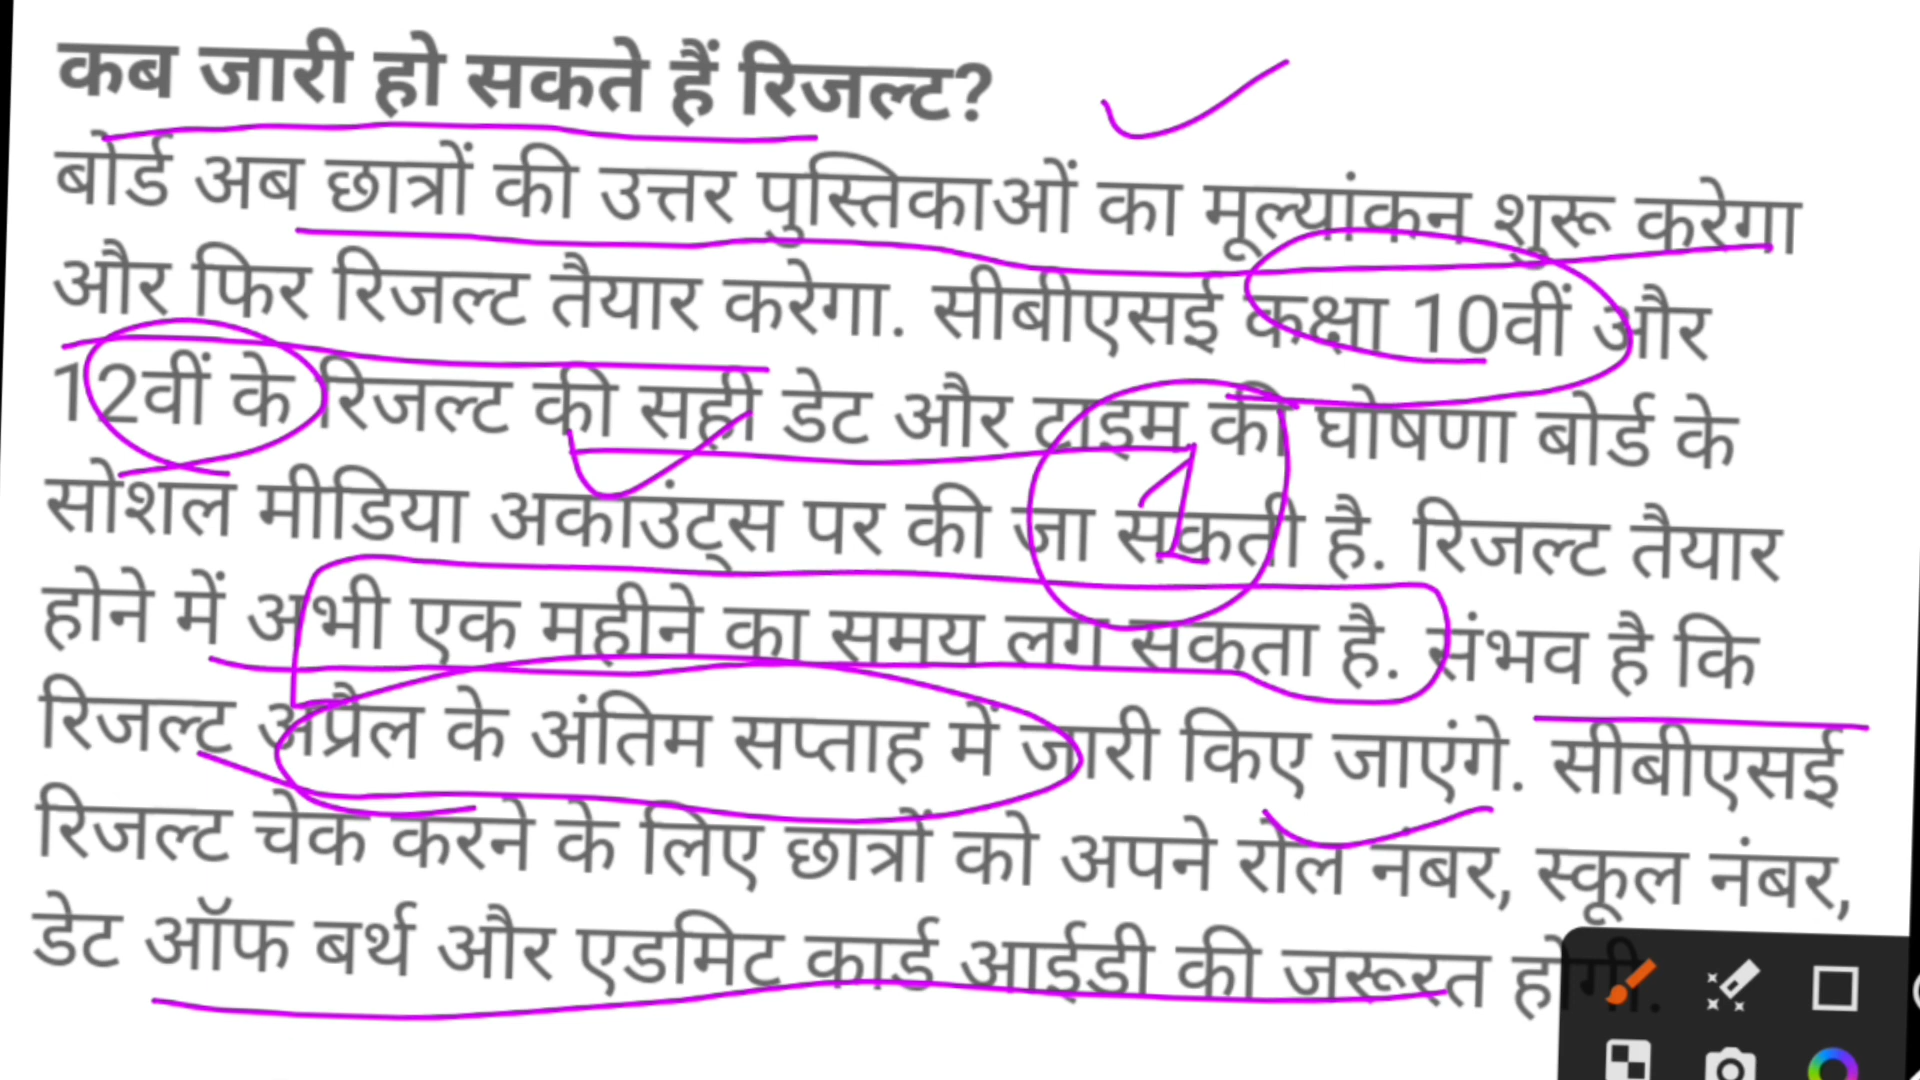 कब जारी हो सकते हैं रिजल्ट?
बोर्ड अब छात्रों की उत्तर पुस्तिकाओं का मूल्यांकन शुरू करेगा
और फिर रिजल्ट तैयार करेगा. सीबीएसई कक्षा 10वीं और
12वीं के रिजल्ट की सही डेट और टाइम की घोषणा बोर्ड के
सोशल मीडिया अकाउंट्स पर की जा सकती है. रिजल्ट तैयार
होने में अभी एक महीने का समय लग सकता है. संभव है कि
रिजल्ट अप्रैल के अंतिम सप्ताह में जारी किए जाएंगे. सीबीएसई
रिजल्ट चेक करने के लिए छात्रों को अपने रोल नंबर, स्कूल नंबर,
डेट ऑफ बर्थ और एडमिट कार्ड आईडी की जरूरत होगी.
1